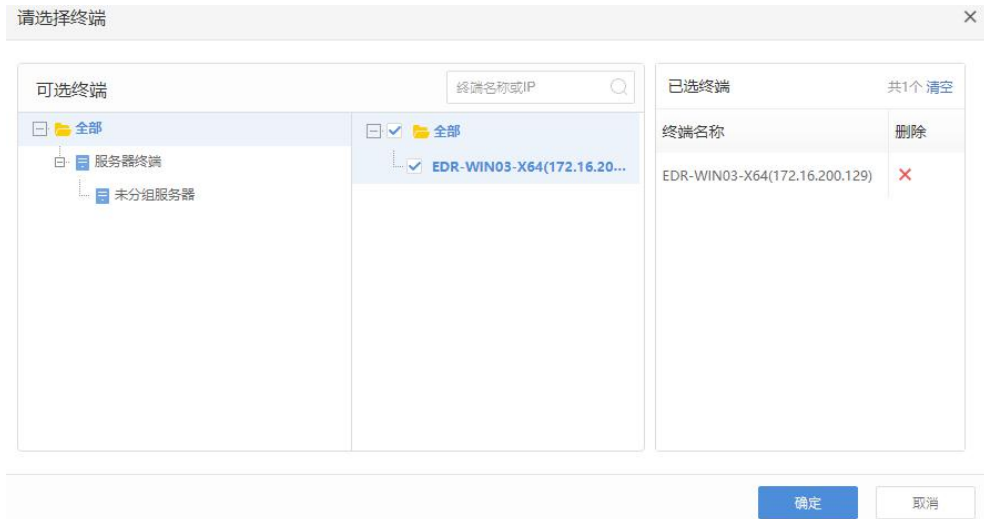 请选择终端
可选终端
终端名称或IP
全部
服务器终端
未分组服务器
全部
EDR-WIN03-X64(172.16.20...
已选终端 共1个 清空
终端名称 删除
EDR-WIN03-X64(172.16.200.129)
确定 取消